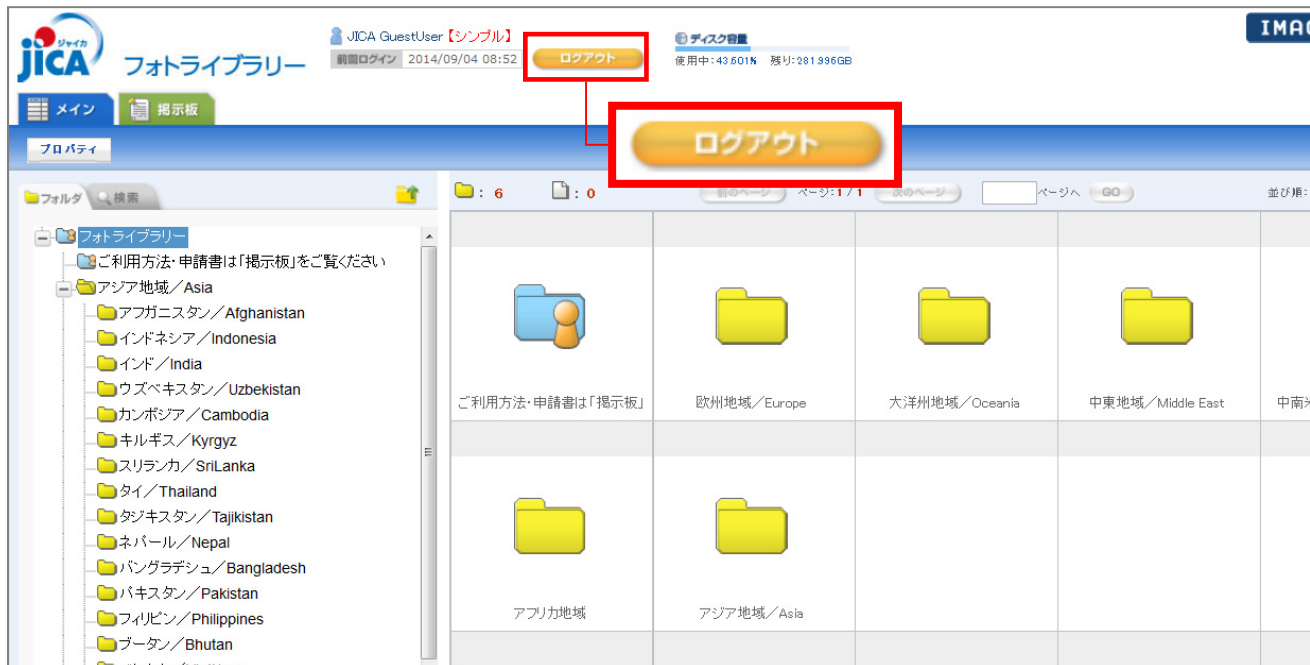 ジャイカ
JICA
フォトライブラリー
JICA GuestUser【シンプル】
前回ログイン 2014/09/04 08:52
ログアウト
ディスク容量
使用中:43.601% 残り:281.996GB
メイン
掲示板
ログアウト
プロパティ
フォルダ
検索
: 6 : 0
前のページ ページ:1 / 1 次のページ ページへ GO
並び順:
フォトライブラリー
ご利用方法・申請書は「掲示板」をご覧ください
アジア地域/Asia
アフガニスタン/Afghanistan
インドネシア/Indonesia
インド/India
ウズベキスタン/Uzbekistan
カンボジア/Cambodia
キルギス/Kyrgyz
スリランカ/SriLanka
タイ/Thailand
タジキスタン/Tajikistan
ネパール/Nepal
バングラデシュ/Bangladesh
パキスタン/Pakistan
フィリピン/Philippines
ブータン/Bhutan
ご利用方法・申請書は「掲示板」
欧州地域/Europe
大洋州地域/Oceania
中東地域/Middle East
中南
アフリカ地域
アジア地域/Asia